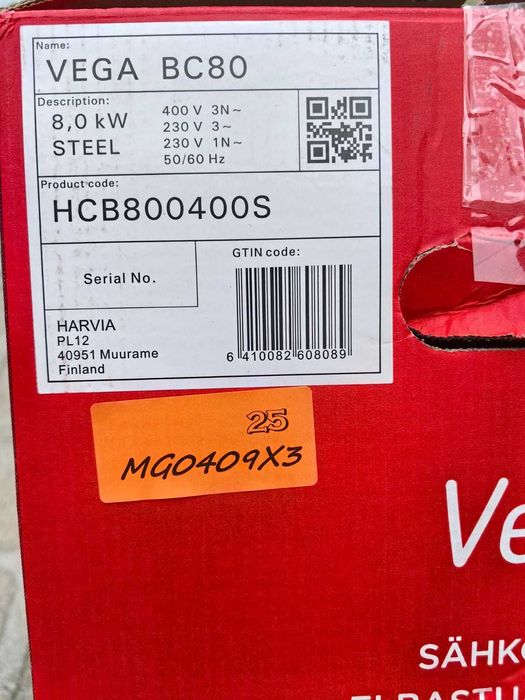 Name:
VEGA BC80
Description:
8,0 kW
STEEL
400 V 3N~
230 V 3~
230 V 1N~
50/60 Hz
Product code:
HCB800400S
Serial No.
GTIN code:
6 410082 608089
HARVIA
PL12
40951 Muurame
Finland
25
MG0409X3
Ve
SÄHK